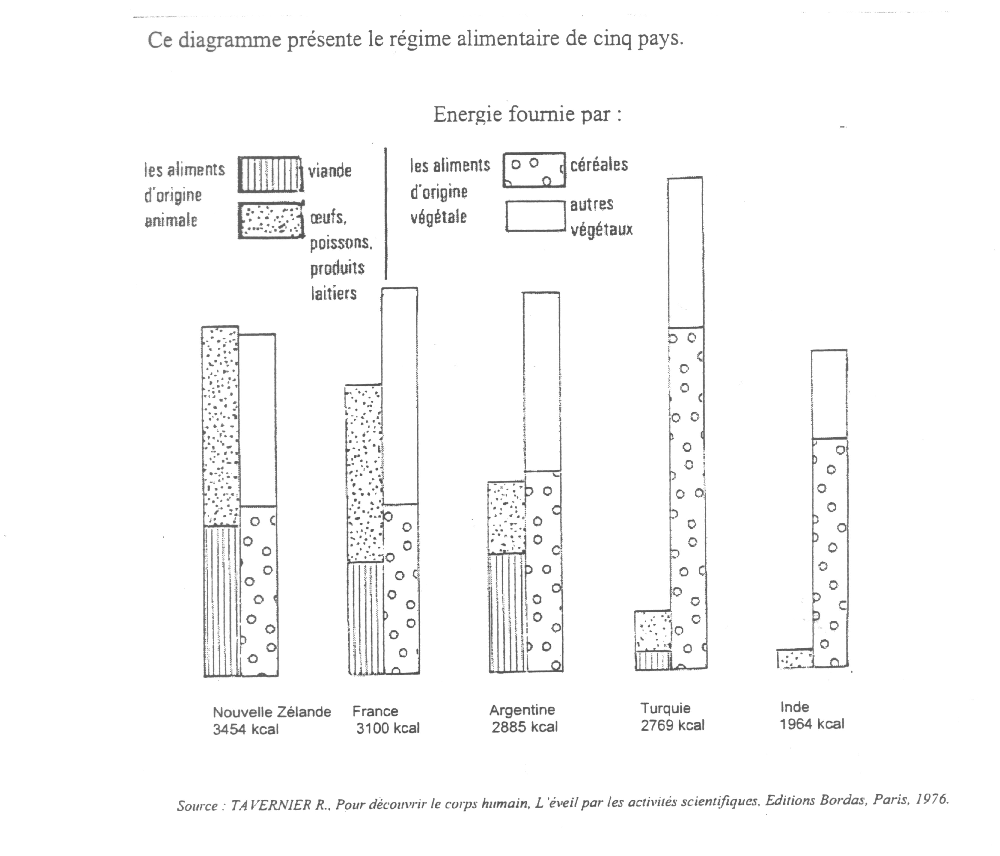 Ce diagramme présente le régime alimentaire de cinq pays.
Energie fournie par :
les aliments
d'origine
animale
viande
œufs,
poissons,
produits
laitiers
les aliments
d'origine
végétale
céréales
autres
végétaux
Nouvelle Zélande
3454 kcal
France
3100 kcal
Argentine
2885 kcal
Turquie
2769 kcal
Inde
1964 kcal
Source : TAVERNIER R., Pour découvrir le corps humain, L'éveil par les activités scientifiques, Editions Bordas, Paris, 1976.